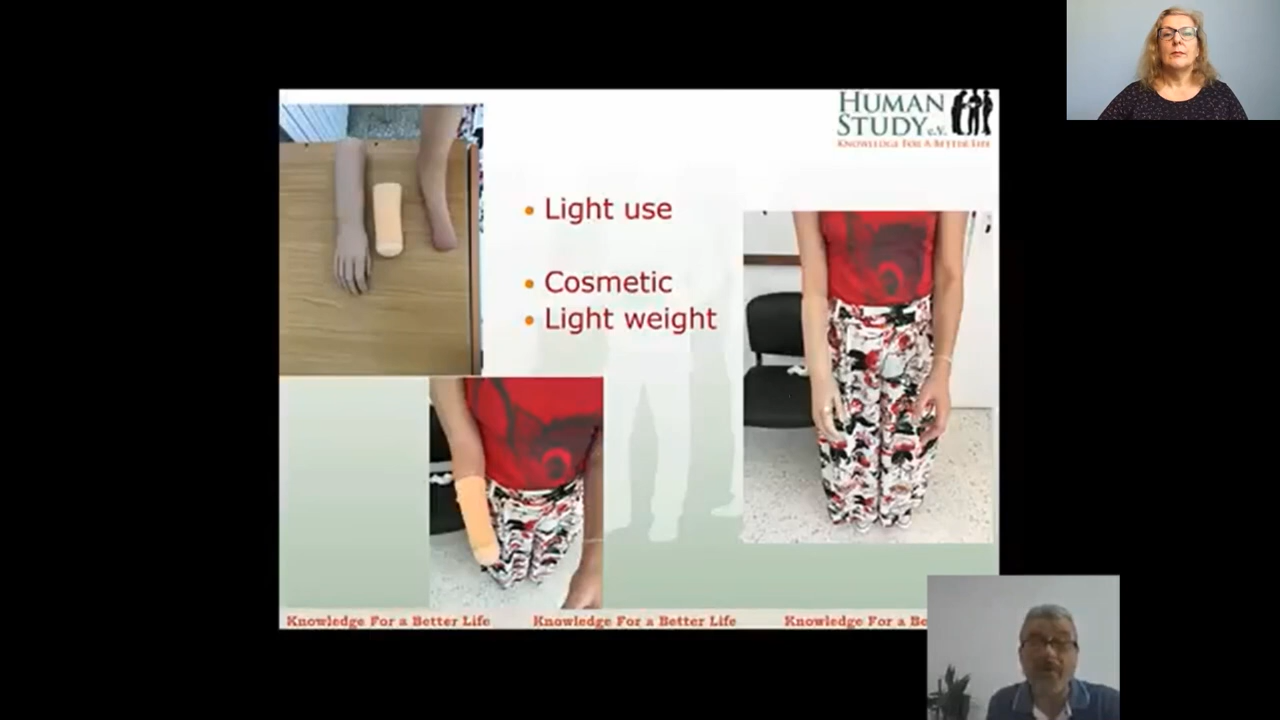 HUMAN
STUDY e.V.
KNOWLEDGE FOR A BETTER LIFE
• Light use
• Cosmetic
• Light weight
Knowledge For a Better Life Knowledge For a Better Life Knowledge For a Be